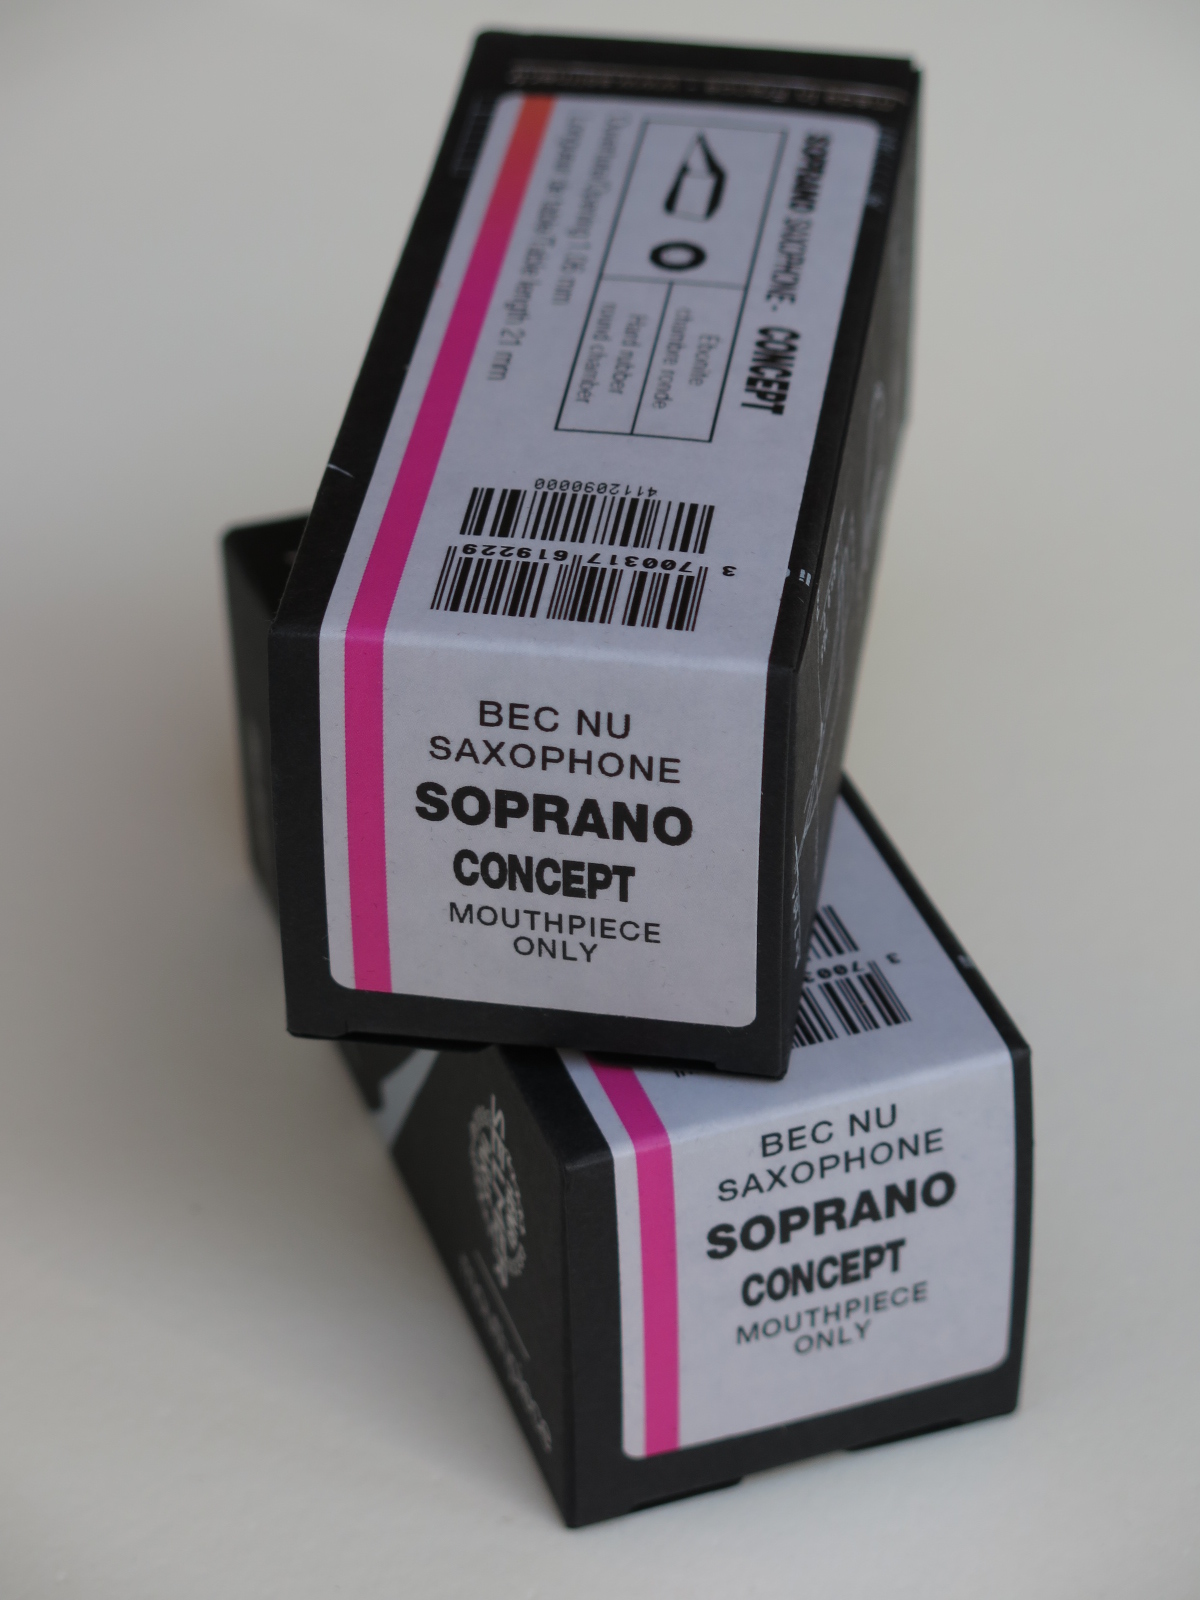 SOPRANO SAXOPHONE - CONCEPT
Ebonite
chambre ronde
Hard rubber
round chamber
Ouverture/Opening 1.06 mm
Longueur de table/Table length 21 mm
4112090000
3 700317 619229
BEC NU
SAXOPHONE
SOPRANO
CONCEPT
MOUTHPIECE
ONLY
3 7003
BEC NU
SAXOPHONE
SOPRANO
CONCEPT
MOUTHPIECE
ONLY